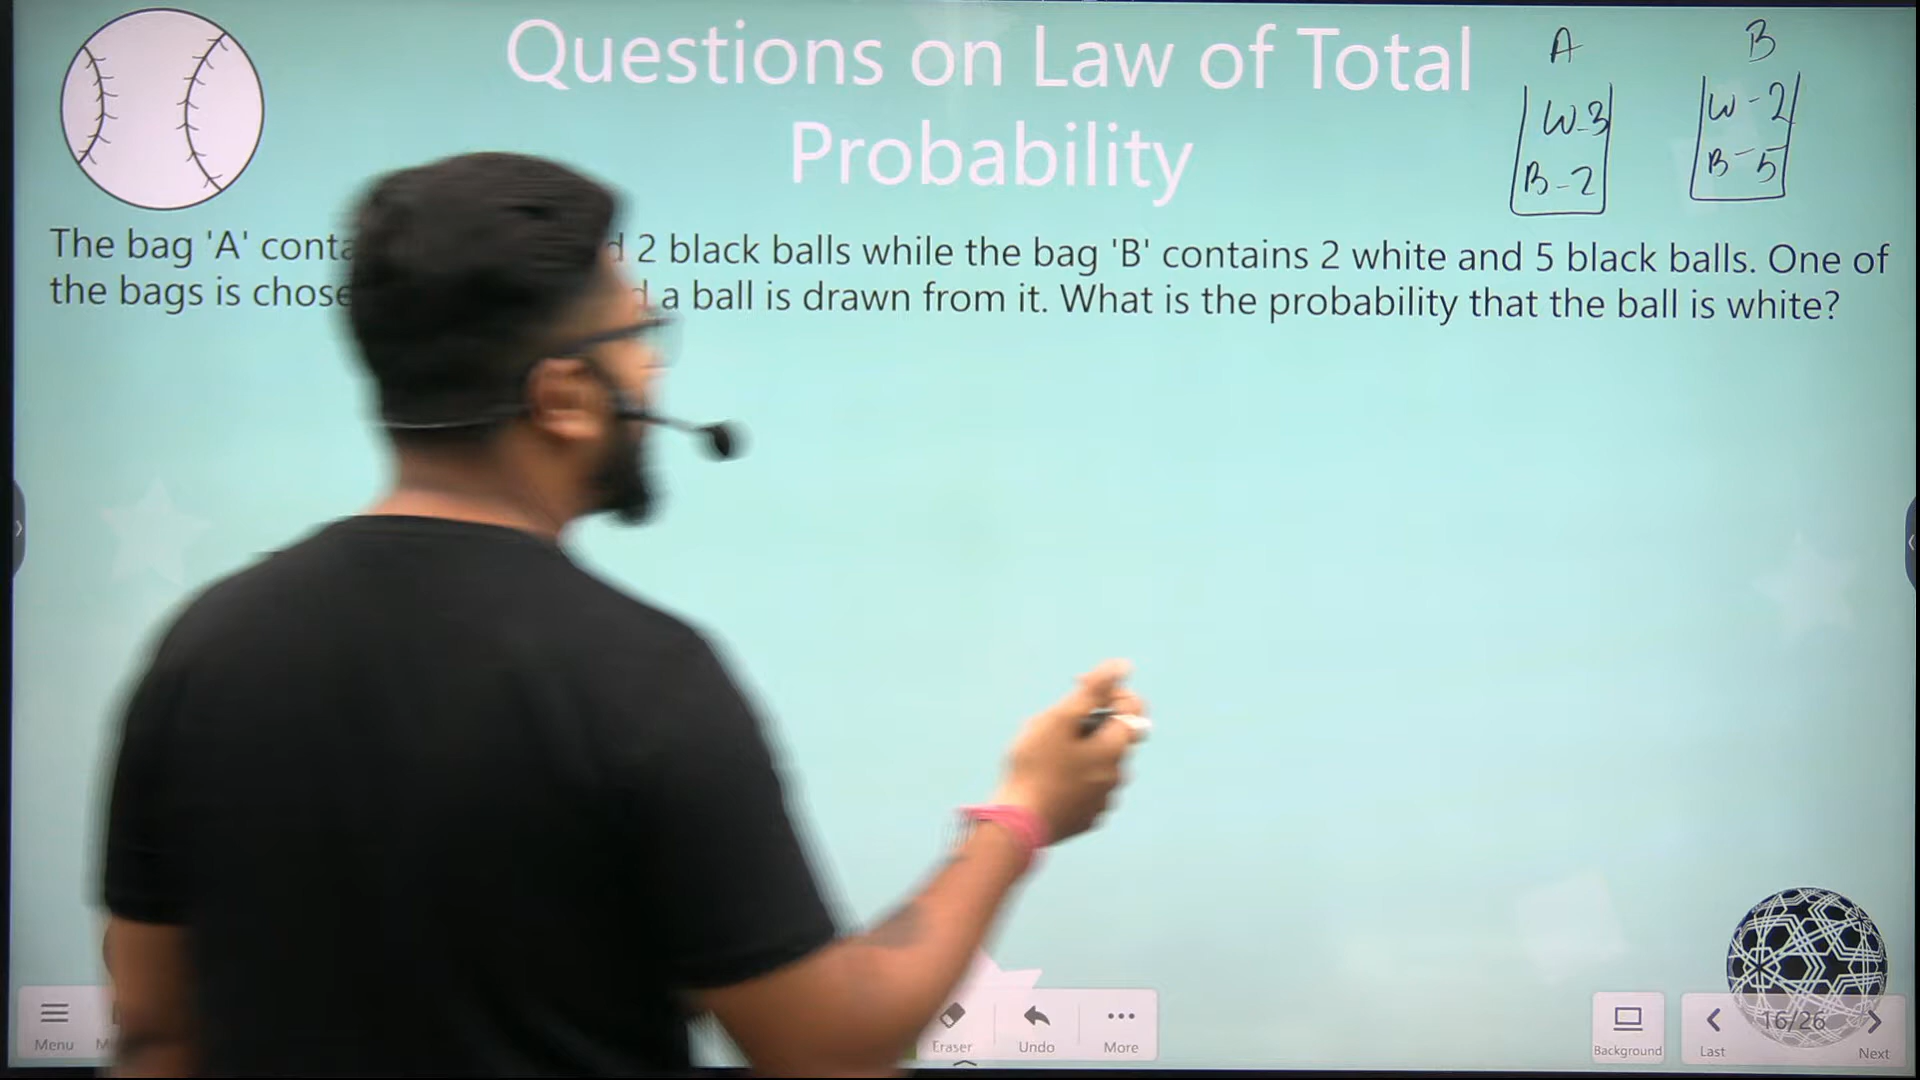 Questions on Law of Total
Probability
A
W-3
B-2
B
W-2
B-5
The bag 'A' 2 black balls while the bag 'B' contains 2 white and 5 black balls. One of
the bags is a ball is drawn from it. What is the probability that the ball is white?
Menu
Eraser
Undo
More
Background
Last
16/26
Next